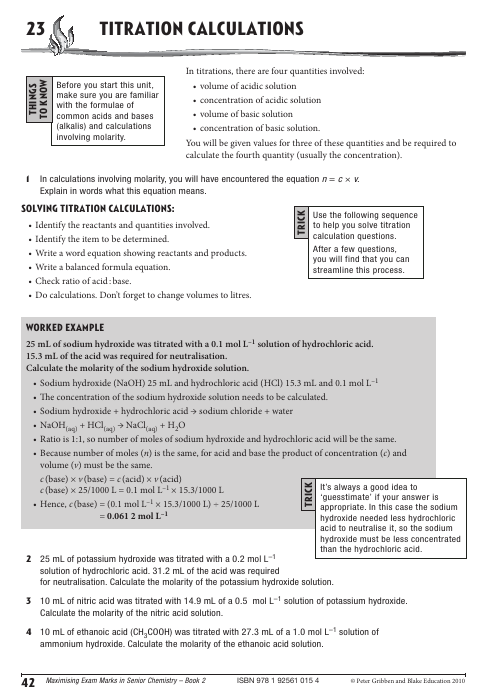 23 TITRATION CALCULATIONS
THINGS TO KNOW
Before you start this unit,
make sure you are familiar
with the formulae of
common acids and bases
(alkalis) and calculations
involving molarity.
In titrations, there are four quantities involved:
• volume of acidic solution
• concentration of acidic solution
• volume of basic solution
• concentration of basic solution.
You will be given values for three of these quantities and be required to
calculate the fourth quantity (usually the concentration).
1 In calculations involving molarity, you will have encountered the equation n = c × v.
Explain in words what this equation means.
SOLVING TITRATION CALCULATIONS:
• Identify the reactants and quantities involved.
• Identify the item to be determined.
• Write a word equation showing reactants and products.
• Write a balanced formula equation.
• Check ratio of acid : base.
• Do calculations. Don't forget to change volumes to litres.
TRICK
Use the following sequence
to help you solve titration
calculation questions.
After a few questions,
you will find that you can
streamline this process.
WORKED EXAMPLE
25 mL of sodium hydroxide was titrated with a 0.1 mol L⁻¹ solution of hydrochloric acid.
15.3 mL of the acid was required for neutralisation.
Calculate the molarity of the sodium hydroxide solution.
• Sodium hydroxide (NaOH) 25 mL and hydrochloric acid (HCl) 15.3 mL and 0.1 mol L⁻¹
• The concentration of the sodium hydroxide solution needs to be calculated.
• Sodium hydroxide + hydrochloric acid → sodium chloride + water
• NaOH(aq) + HCl(aq) → NaCl(aq) + H₂O
• Ratio is 1:1, so number of moles of sodium hydroxide and hydrochloric acid will be the same.
• Because number of moles (n) is the same, for acid and base the product of concentration (c) and
volume (v) must be the same.
c (base) × v (base) = c (acid) × v (acid)
c (base) × 25/1000 L = 0.1 mol L⁻¹ × 15.3/1000 L
• Hence, c (base) = (0.1 mol L⁻¹ × 15.3/1000 L) ÷ 25/1000 L
= 0.061 2 mol L⁻¹
TRICK
It's always a good idea to
'guesstimate' if your answer is
appropriate. In this case the sodium
hydroxide needed less hydrochloric
acid to neutralise it, so the sodium
hydroxide must be less concentrated
than the hydrochloric acid.
2 25 mL of potassium hydroxide was titrated with a 0.2 mol L⁻¹
solution of hydrochloric acid. 31.2 mL of the acid was required
for neutralisation. Calculate the molarity of the potassium hydroxide solution.
3 10 mL of nitric acid was titrated with 14.9 mL of a 0.5 mol L⁻¹ solution of potassium hydroxide.
Calculate the molarity of the nitric acid solution.
4 10 mL of ethanoic acid (CH₃COOH) was titrated with 27.3 mL of a 1.0 mol L⁻¹ solution of
ammonium hydroxide. Calculate the molarity of the ethanoic acid solution.
42 Maximising Exam Marks in Senior Chemistry – Book 2 ISBN 978 1 92561 015 4 © Peter Gribben and Blake Education 2010